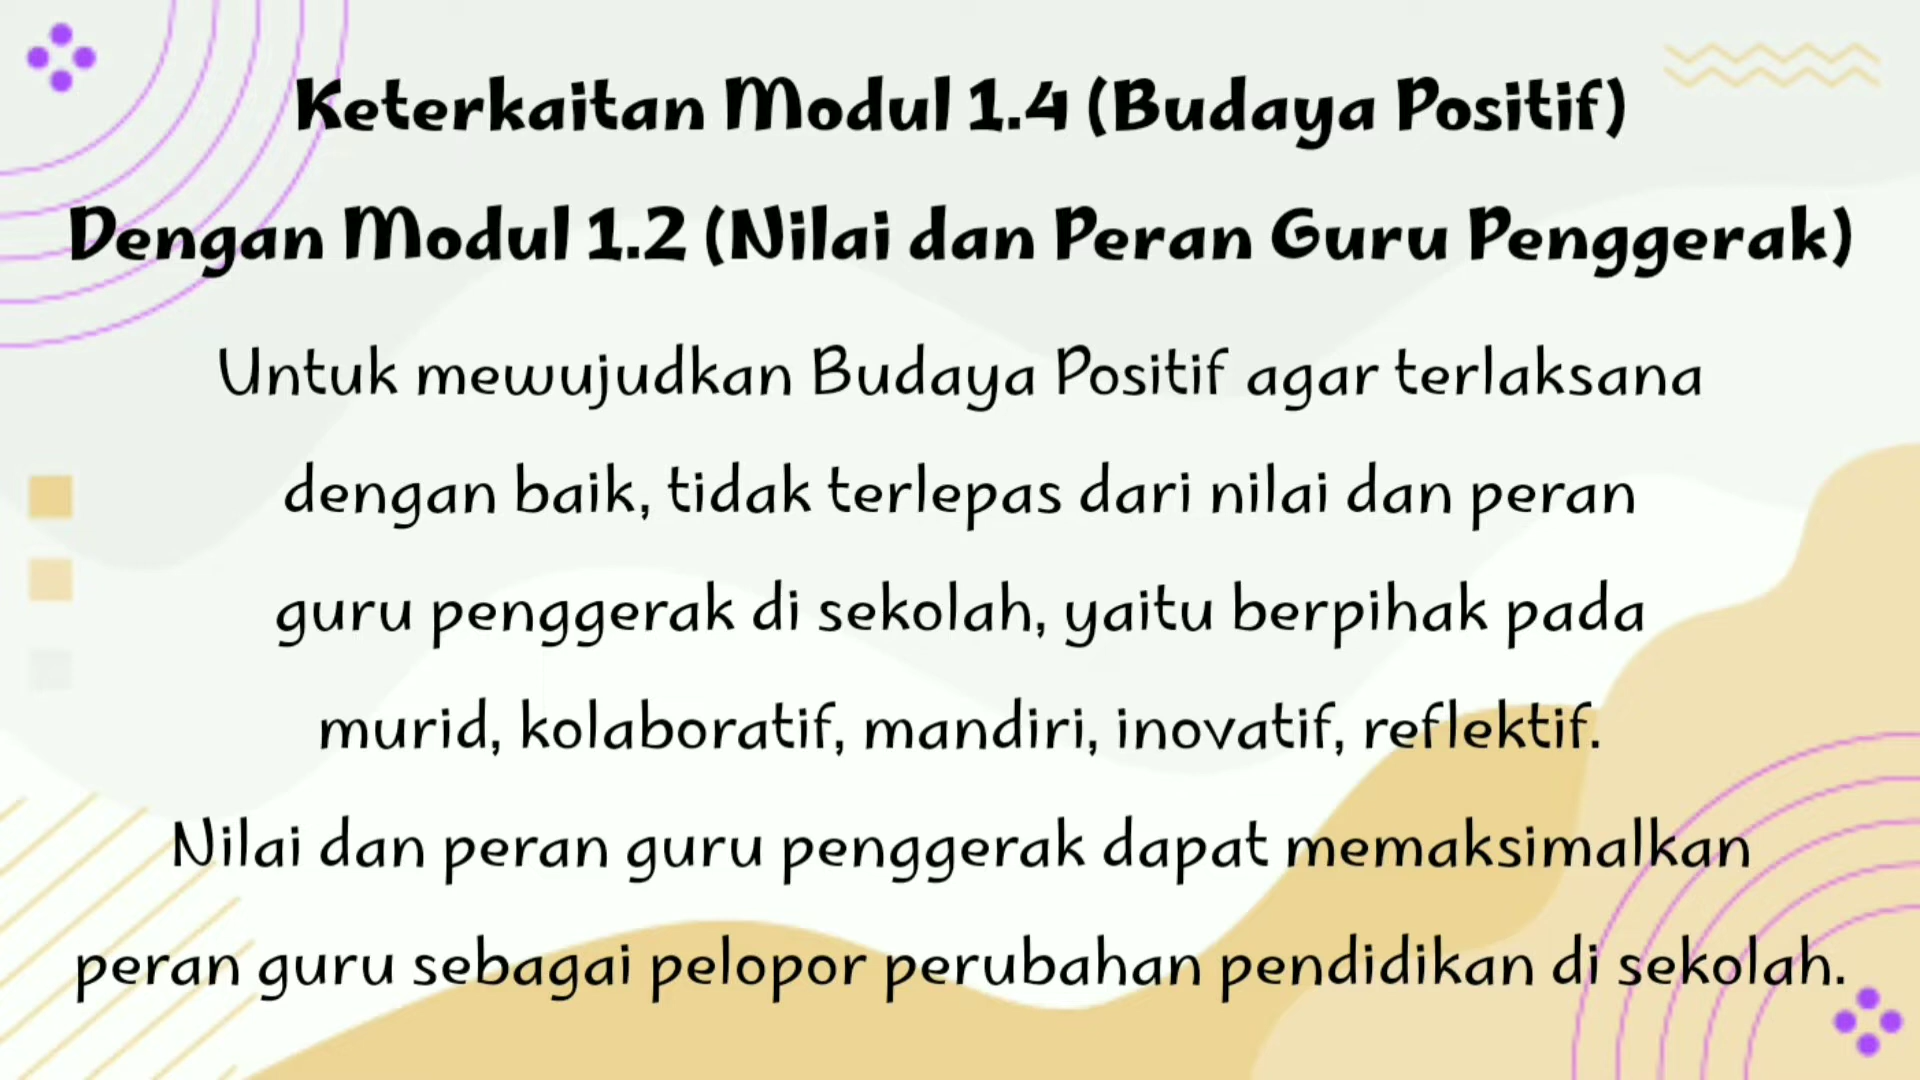 Keterkaitan Modul 1.4 (Budaya Positif)
Dengan Modul 1.2 (Nilai dan Peran Guru Penggerak)
Untuk mewujudkan Budaya Positif agar terlaksana
dengan baik, tidak terlepas dari nilai dan peran
guru penggerak di sekolah, yaitu berpihak pada
murid, kolaboratif, mandiri, inovatif, reflektif.
Nilai dan peran guru penggerak dapat memaksimalkan
peran guru sebagai pelopor perubahan pendidikan di sekolah.